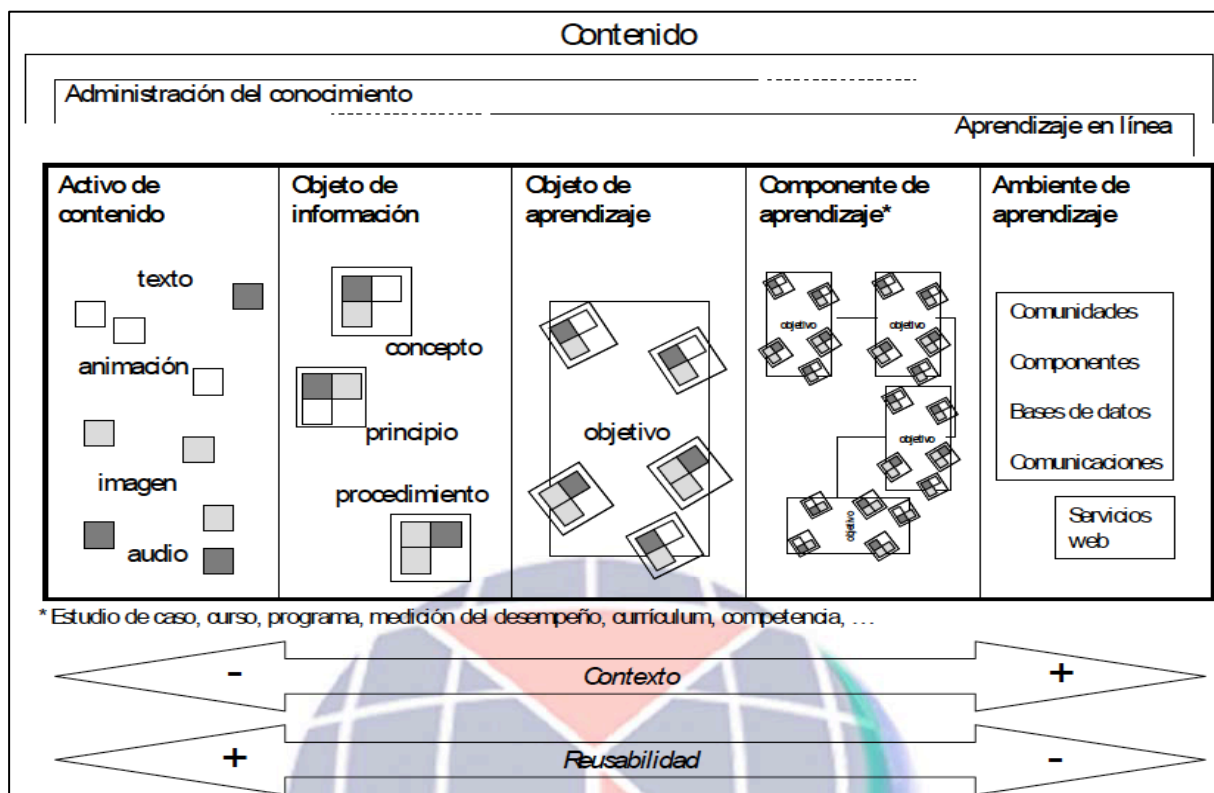 Contenido
Administración del conocimiento
Aprendizaje en línea
Activo de
contenido
texto
animación
imagen
audio
Objeto de
información
concepto
principio
procedimiento
Objeto de
aprendizaje
objetivo
Componente de
aprendizaje*
objetivo
objetivo
objetivo
objetivo
Ambiente de
aprendizaje
Comunidades
Componentes
Bases de datos
Comunicaciones
Servicios
web
* Estudio de caso, curso, programa, medición del desempeño, currículum, competencia, …
- Contexto +
+ Reusabilidad -